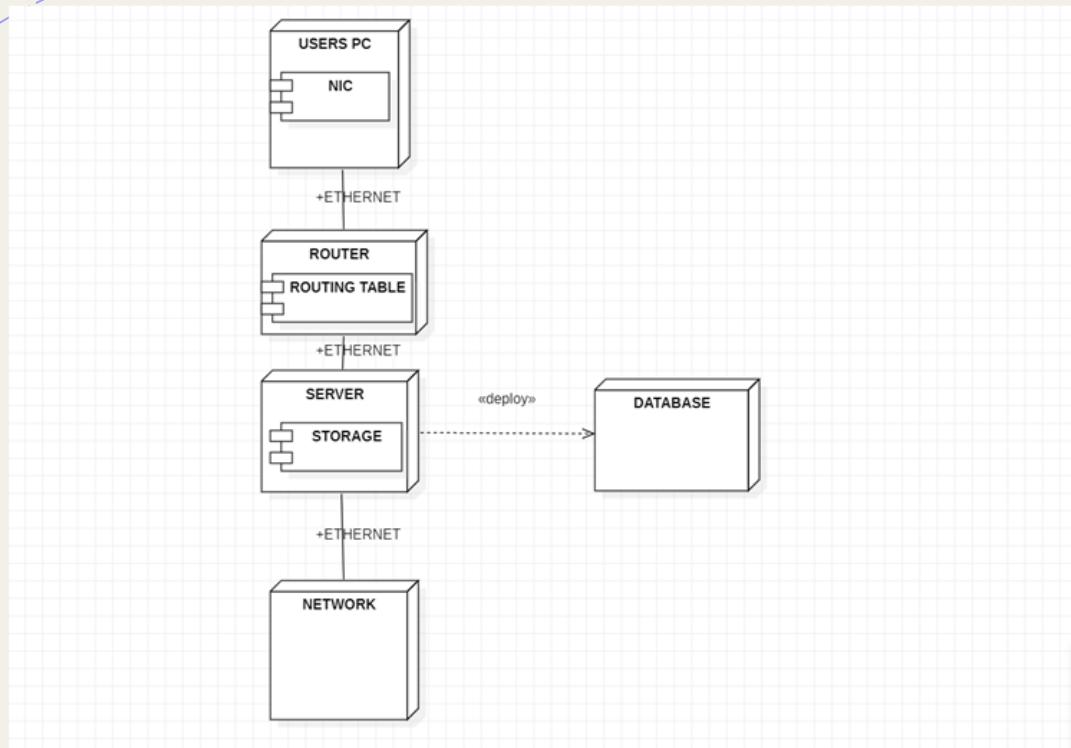 USERS PC
NIC
+ETHERNET
ROUTER
ROUTING TABLE
+ETHERNET
SERVER
STORAGE
«deploy»
DATABASE
+ETHERNET
NETWORK